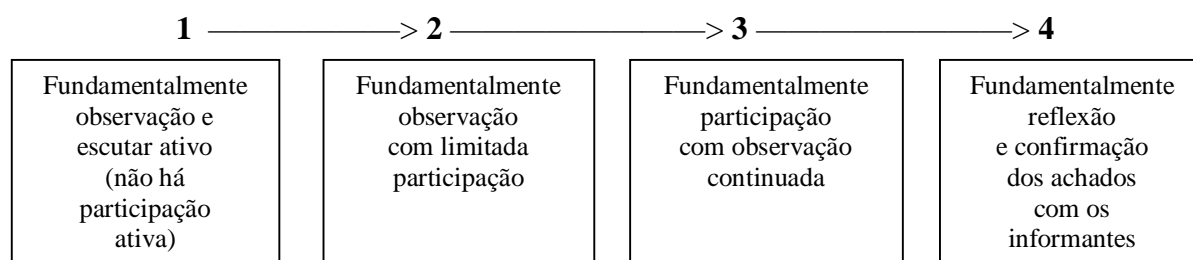 1 ————————> 2 ———————————> 3 ———————————> 4
Fundamentalmente
observação e
escutar ativo
(não há
participação
ativa)
Fundamentalmente
observação
com limitada
participação
Fundamentalmente
participação
com observação
continuada
Fundamentalmente
reflexão
e confirmação
dos achados
com os
informantes